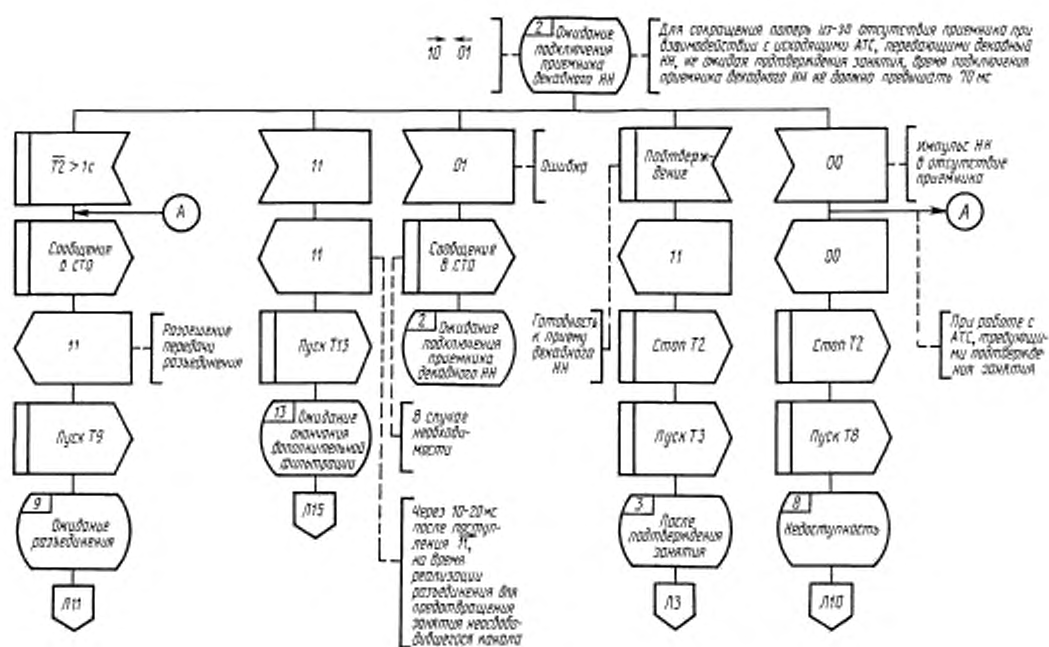 2
Ожидание
подключения
приемника
декадного НН
10 01
Для сокращения потерь из-за отсутствия приемника при
взаимодействии с исходящими АТС, передающими декадный
НН, не ожидая подтверждения занятия, время подключения
приемника декадного НН не должно превышать 70 мс
Т2 > 1с
11
01
Ошибка
Подтверж-
дение
00
Импульс НН
в отсутствие
приемника
А
А
Сообщение
в СТО
11
Сообщение
в СТО
11
00
11
Разрешение
передачи
разъединения
Пуск Т13
2
Ожидание
подключения
приемника
декадного НН
Готовность
к приему
декадного
НН
Стоп Т2
Стоп Т2
При работе с
АТС, требующи-
ми подтвержде-
ния занятия
Пуск Т9
13
Ожидание
окончания
дополнительной
фильтрации
В случае
необходи-
мости
Пуск Т3
Пуск Т8
9
Ожидание
разъединения
Л15
Через 10-20 мс
после поступ-
ления 11,
на время
реализации
разъединения для
предотвращения
занятия неосвобо-
дившегося канала
3
После
подтверждения
занятия
8
Недоступность
Л11
Л3
Л10